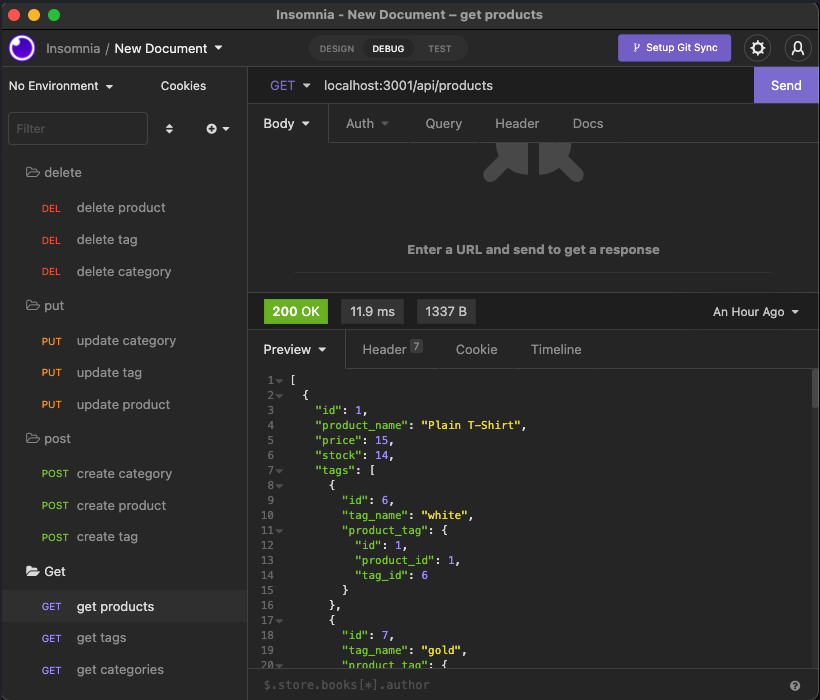 Insomnia - New Document – get products
Insomnia / New Document
DESIGN DEBUG TEST
Setup Git Sync
No Environment
Cookies
GET localhost:3001/api/products
Send
Filter
Body Auth Query Header Docs
delete
DEL delete product
DEL delete tag
DEL delete category
put
PUT update category
PUT update tag
PUT update product
post
POST create category
POST create product
POST create tag
Get
GET get products
GET get tags
GET get categories
Enter a URL and send to get a response
200 OK 11.9 ms 1337 B An Hour Ago
Preview Header 7 Cookie Timeline
1 [
2 {
3 "id": 1,
4 "product_name": "Plain T-Shirt",
5 "price": 15,
6 "stock": 14,
7 "tags": [
8 {
9 "id": 6,
10 "tag_name": "white",
11 "product_tag": {
12 "id": 1,
13 "product_id": 1,
14 "tag_id": 6
15 }
16 },
17 {
18 "id": 7,
19 "tag_name": "gold",
20 "product_tag": {
$.store.books[*].author